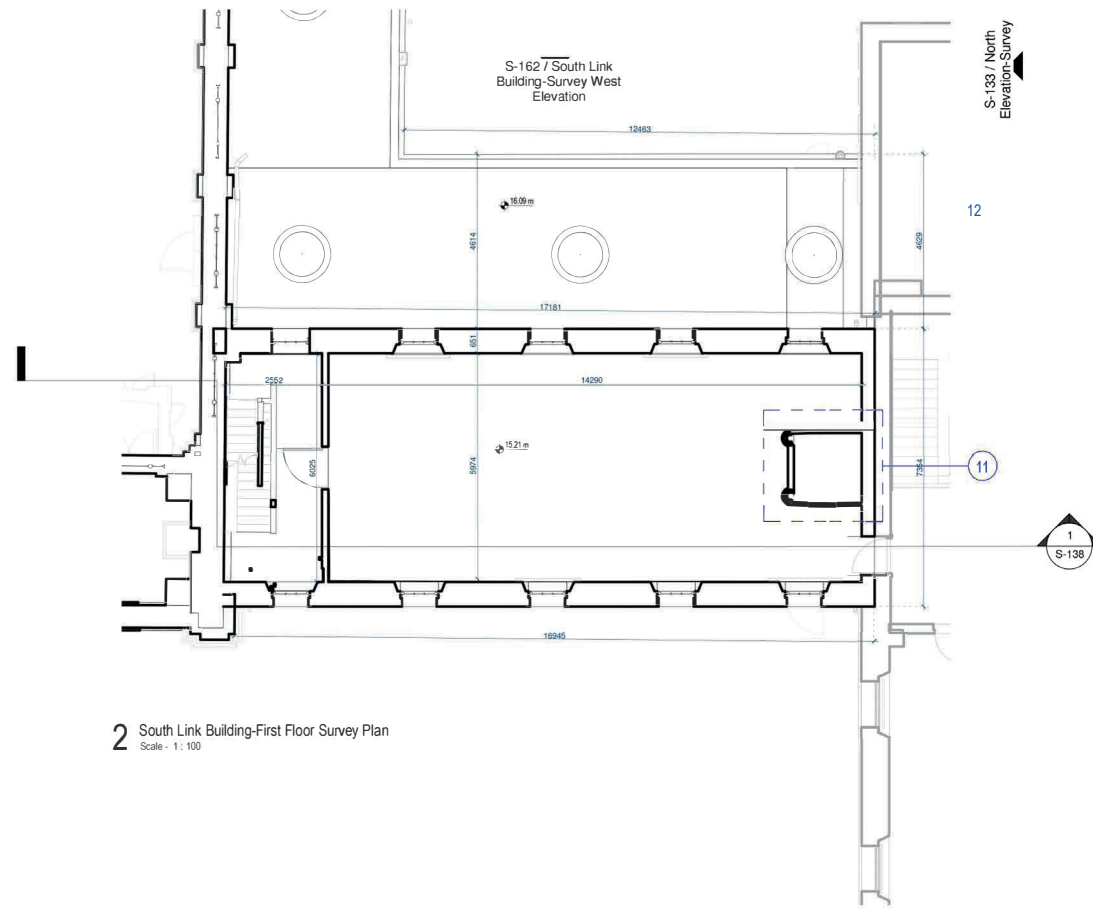 S-162 / South Link
Building-Survey West
Elevation
S-133 / North
Elevation-Survey
12463
16.09 m
12
4614
4629
17181
651
2552
14290
15.21 m
6025
5974
7354
11
1
S-138
16945
2 South Link Building-First Floor Survey Plan
Scale - 1 : 100